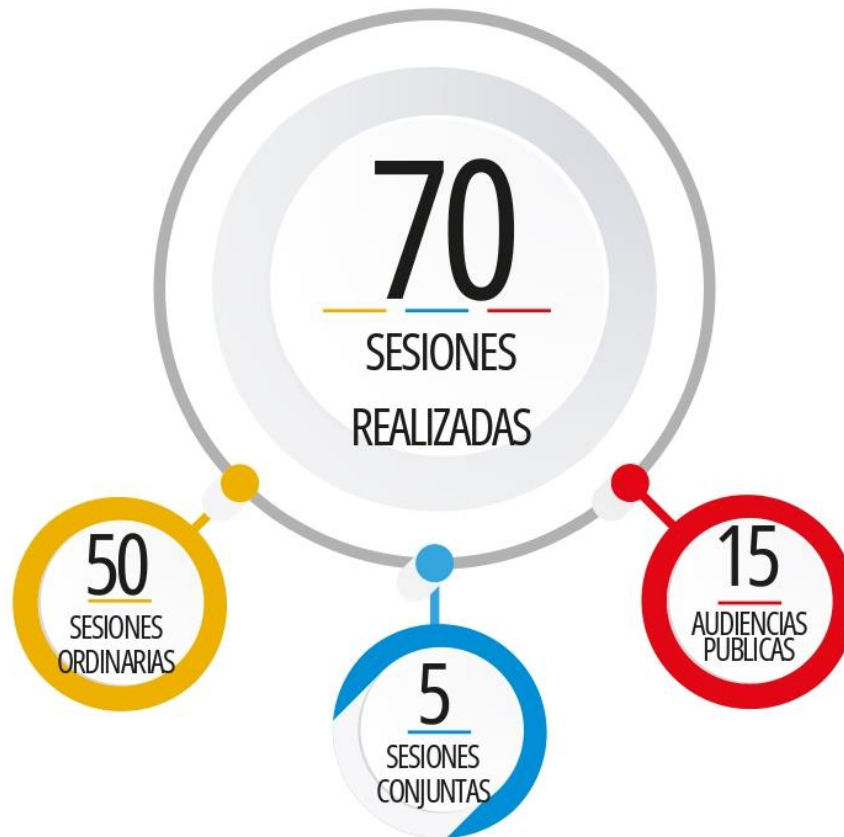 70
SESIONES
REALIZADAS
50
SESIONES
ORDINARIAS
5
SESIONES
CONJUNTAS
15
AUDIENCIAS
PUBLICAS